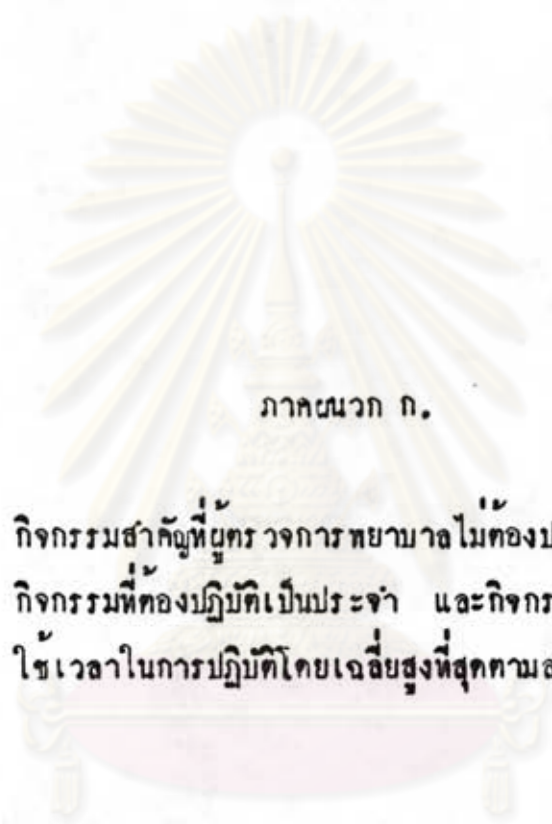 ภาคผนวก ก.
กิจกรรมสำคัญที่ผู้ตรวจการพยาบาลไม่ต้องป
กิจกรรมที่ต้องปฏิบัติเป็นประจำ และกิจกร
ใช้เวลาในการปฏิบัติโดยเฉลี่ยสูงที่สุดตามล